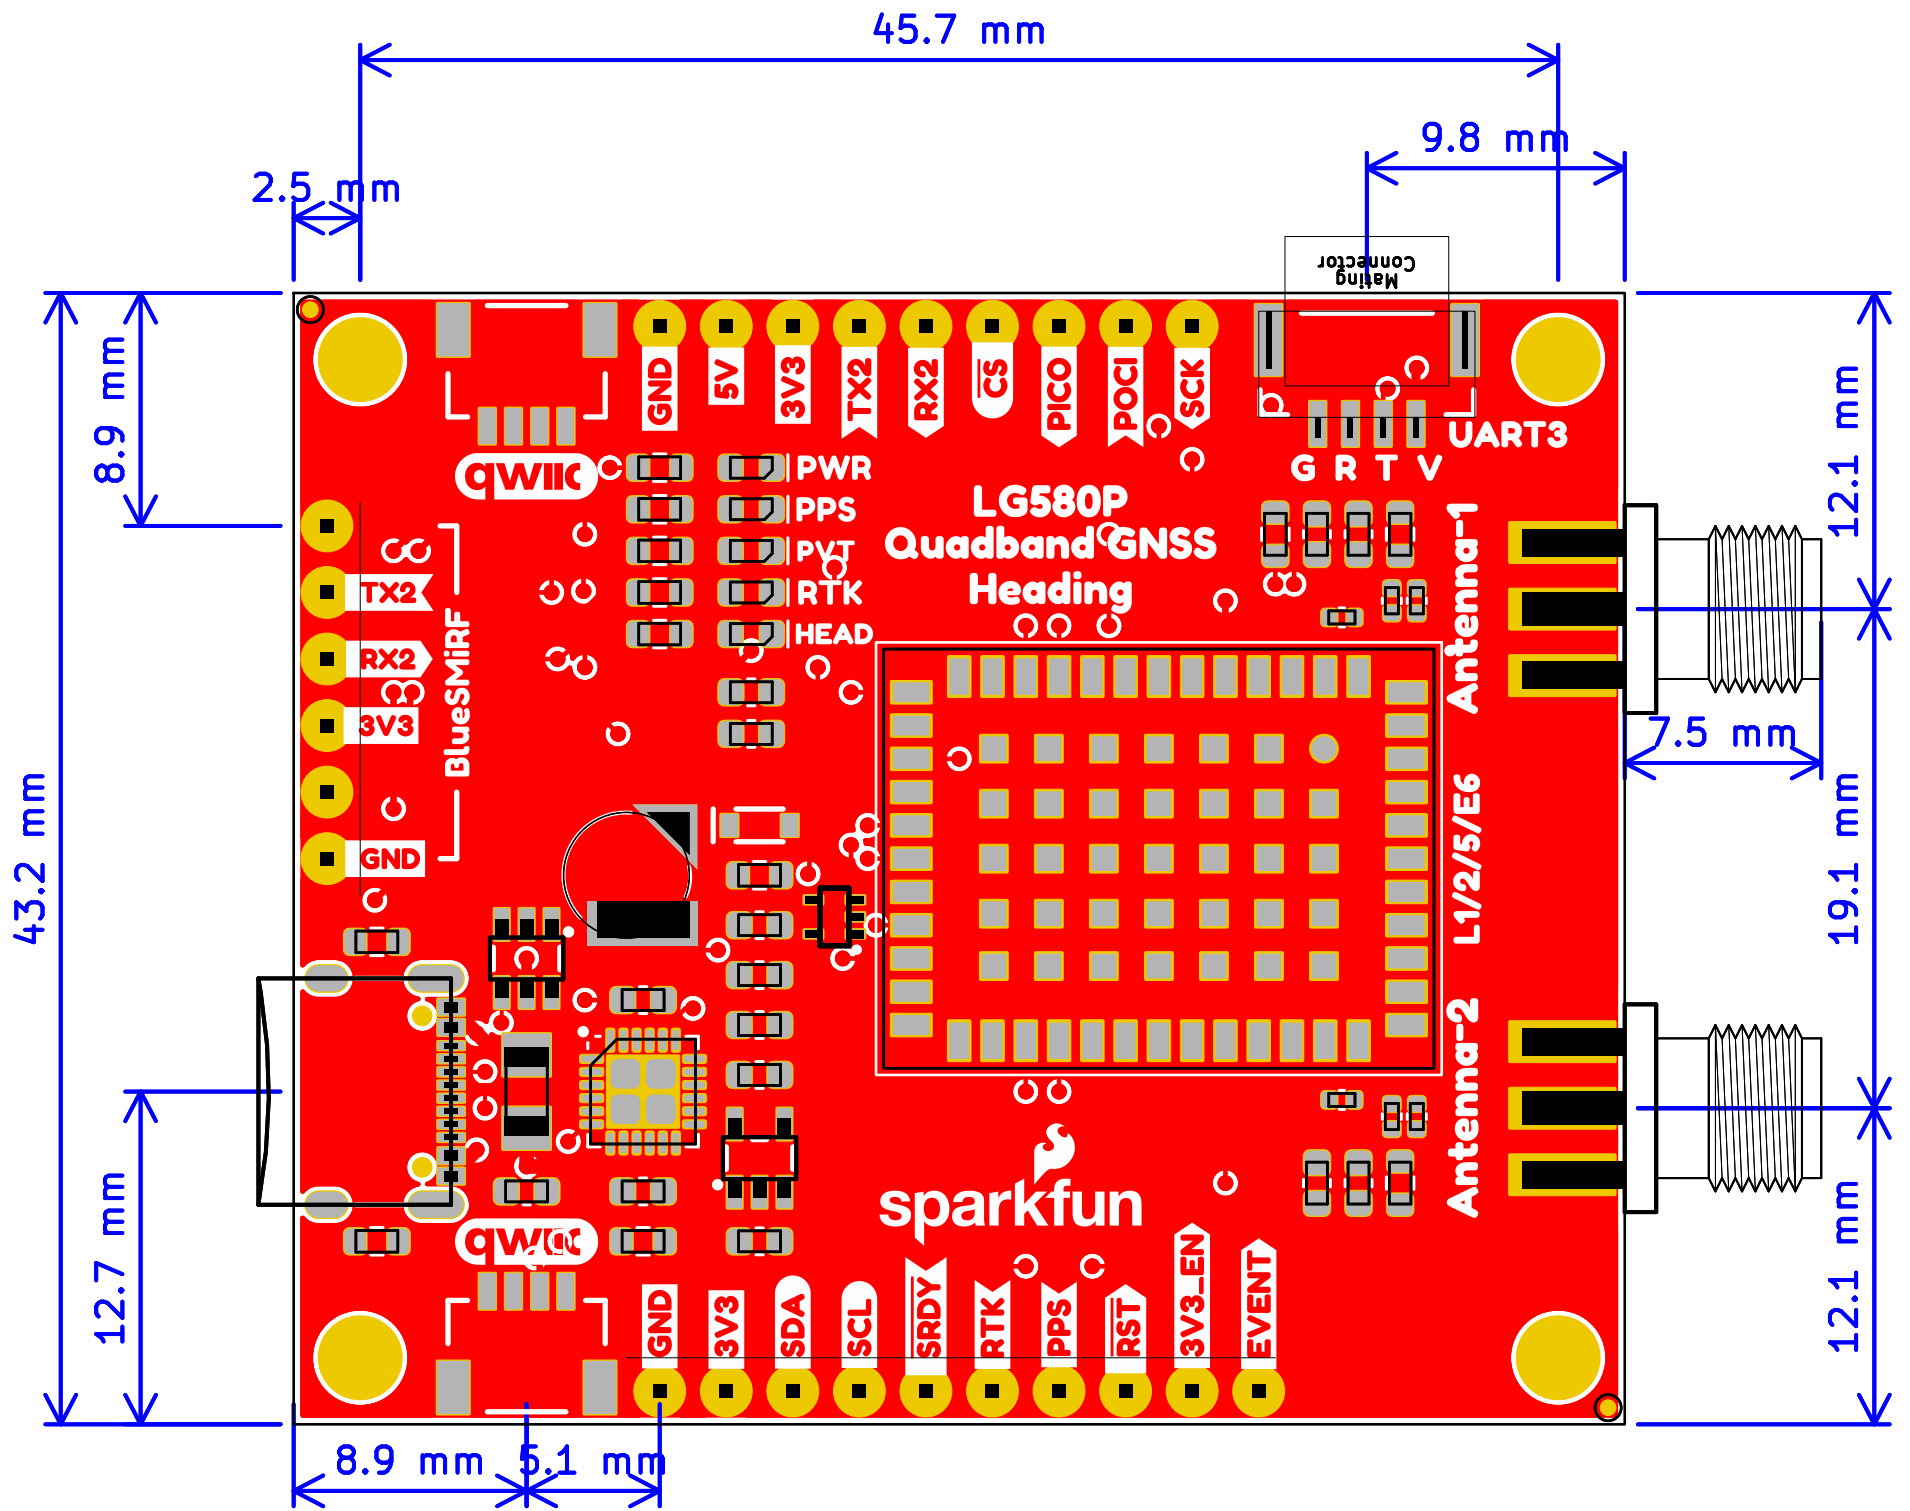 45.7 mm
9.8 mm
2.5 mm
Mating
Connector
GND
5V
3V3
TX2
RX2
CS
PICO
POCI
SCK
UART3
G R T V
8.9 mm
12.1 mm
qwiic
PWR
PPS
PVT
RTK
HEAD
LG580P
Quadband GNSS
Heading
Antenna-1
TX2
RX2
3V3
GND
BlueSMiRF
7.5 mm
43.2 mm
L1/2/5/E6
19.1 mm
Antenna-2
12.7 mm
qwiic
sparkfun
12.1 mm
GND
3V3
SDA
SCL
SRDY
RTK
PPS
RST
3V3_EN
EVENT
8.9 mm
5.1 mm